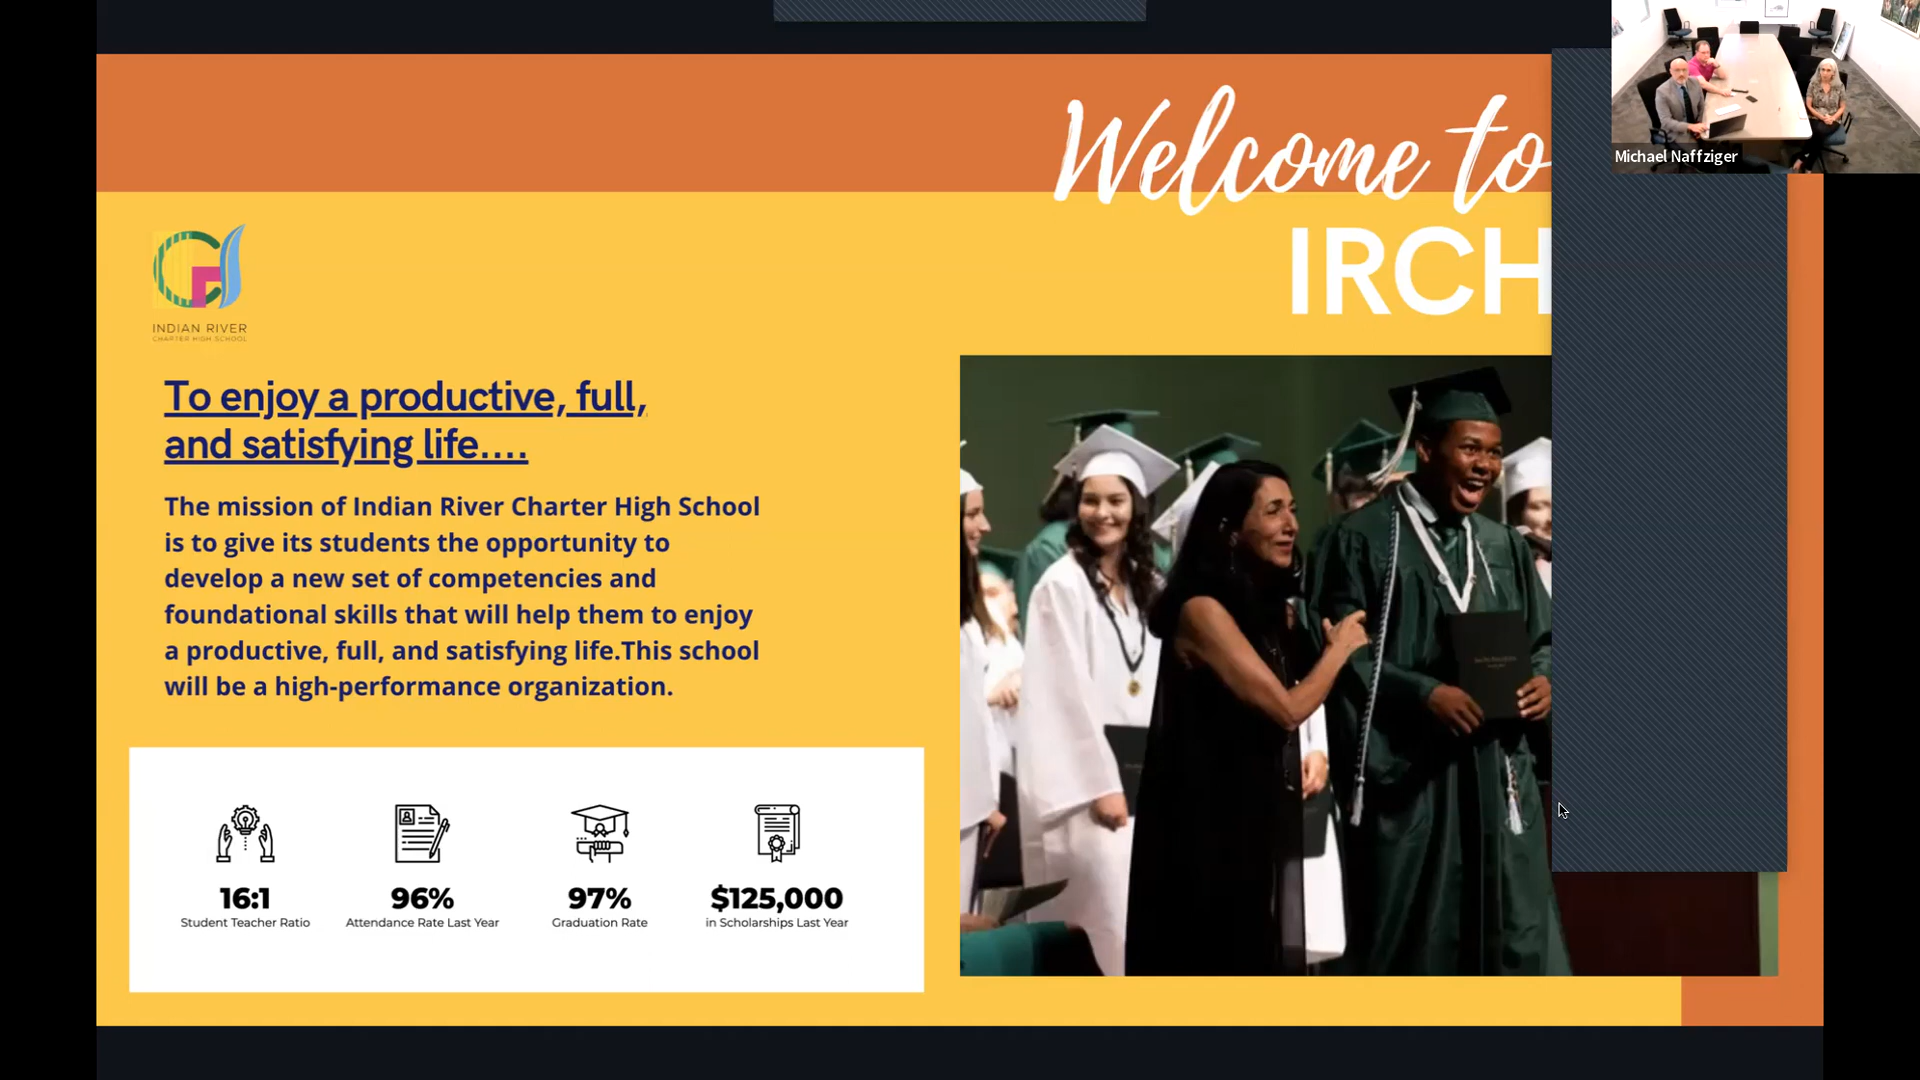 Welcome to
IRCH
Michael Naffziger
INDIAN RIVER
CHARTER HIGH SCHOOL
To enjoy a productive, full,
and satisfying life....
The mission of Indian River Charter High School
is to give its students the opportunity to
develop a new set of competencies and
foundational skills that will help them to enjoy
a productive, full, and satisfying life.This school
will be a high-performance organization.
16:1
Student Teacher Ratio
96%
Attendance Rate Last Year
97%
Graduation Rate
$125,000
in Scholarships Last Year